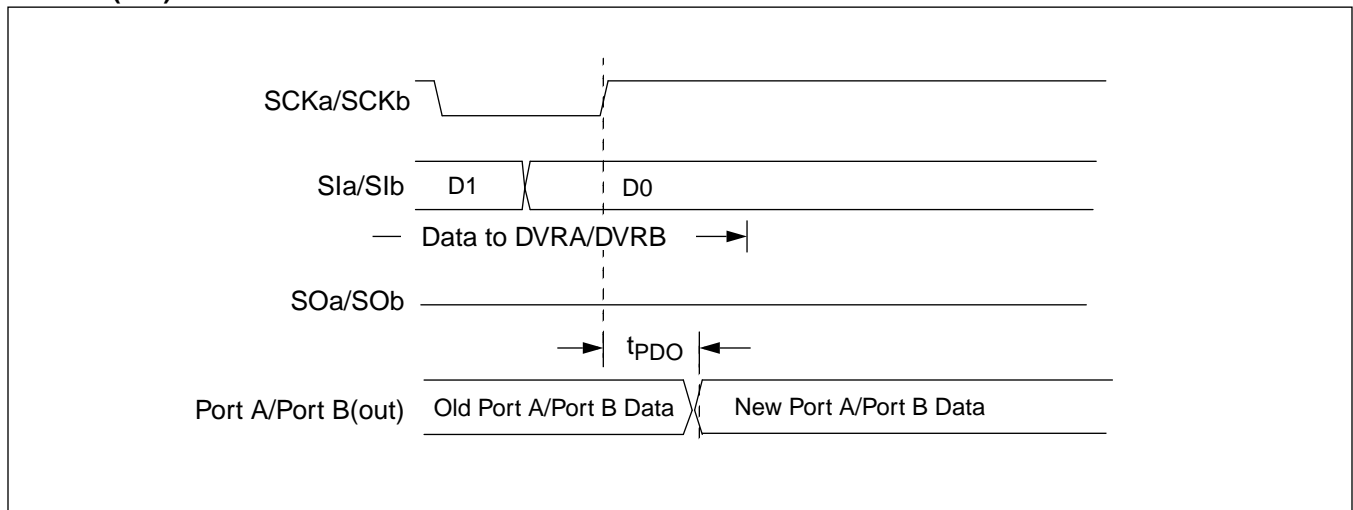 SCKa/SCKb
SIa/SIb D1 D0
Data to DVRA/DVRB
SOa/SOb
tPDO
Port A/Port B(out) Old Port A/Port B Data New Port A/Port B Data